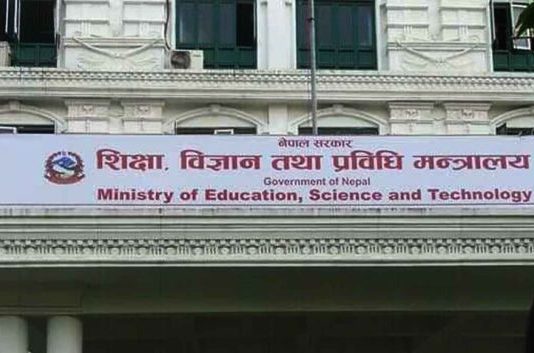 नेपाल सरकार
शिक्षा, विज्ञान तथा प्रविधि मन्त्रालय
Government of Nepal
Ministry of Education, Science and Technology